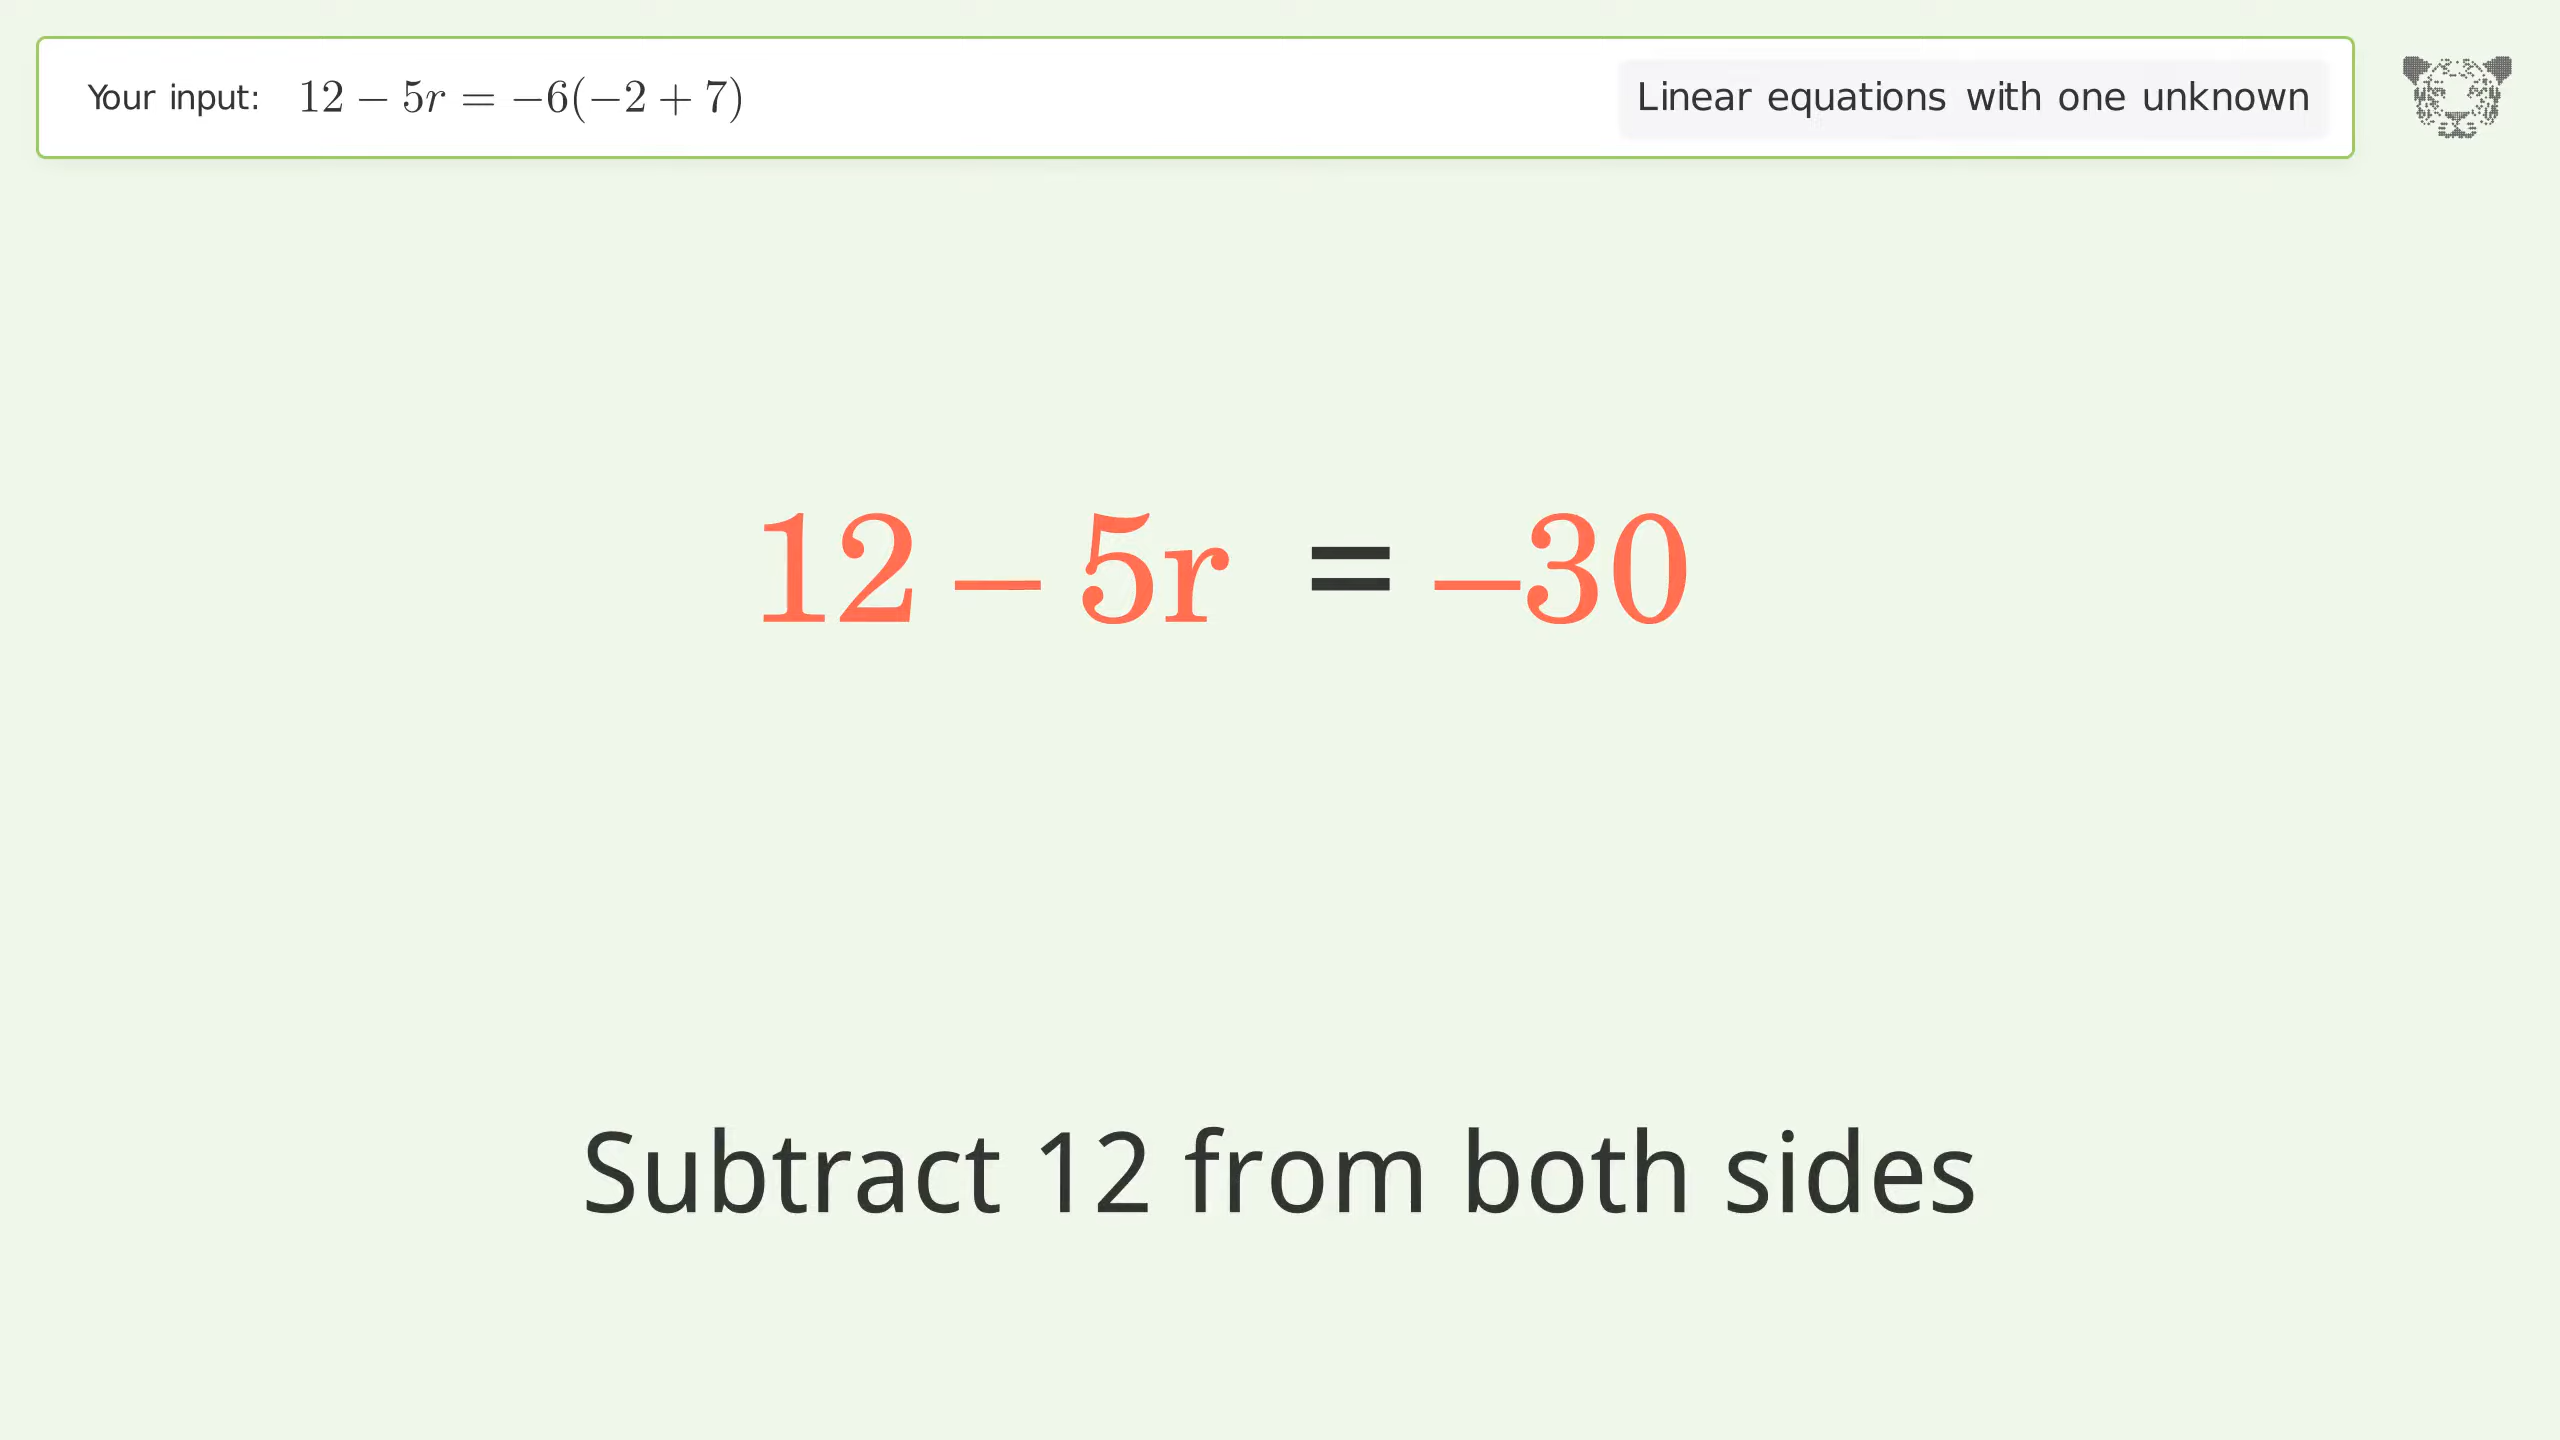 Your input: 12 − 5r = −6(−2 + 7)
Linear equations with one unknown
12 − 5r = −30
Subtract 12 from both sides